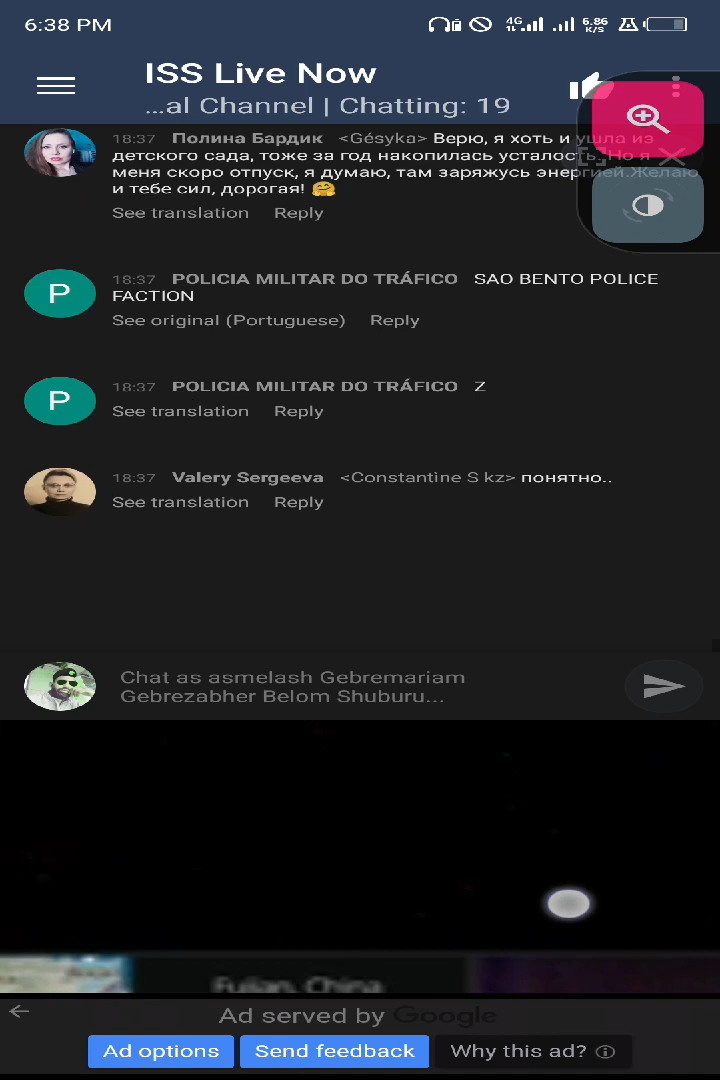 6:38 PM
4G
6.86
K/S
ISS Live Now
...al Channel | Chatting: 19
18:37 Полина Бардик <Gésyka> Верю, я хоть и ушла из
детского сада, тоже за год накопилась усталость. Но я
меня скоро отпуск, я думаю, там заряжусь энергией.Желаю
и тебе сил, дорогая! 🤗
See translation Reply
P
18:37 POLICIA MILITAR DO TRÁFICO SAO BENTO POLICE
FACTION
See original (Portuguese) Reply
P
18:37 POLICIA MILITAR DO TRÁFICO Z
See translation Reply
18:37 Valery Sergeeva <Constantine S kz> понятно..
See translation Reply
Chat as asmelash Gebremariam
Gebrezabher Belom Shuburu...
Fujian, China
Ad served by Google
Ad options Send feedback Why this ad?